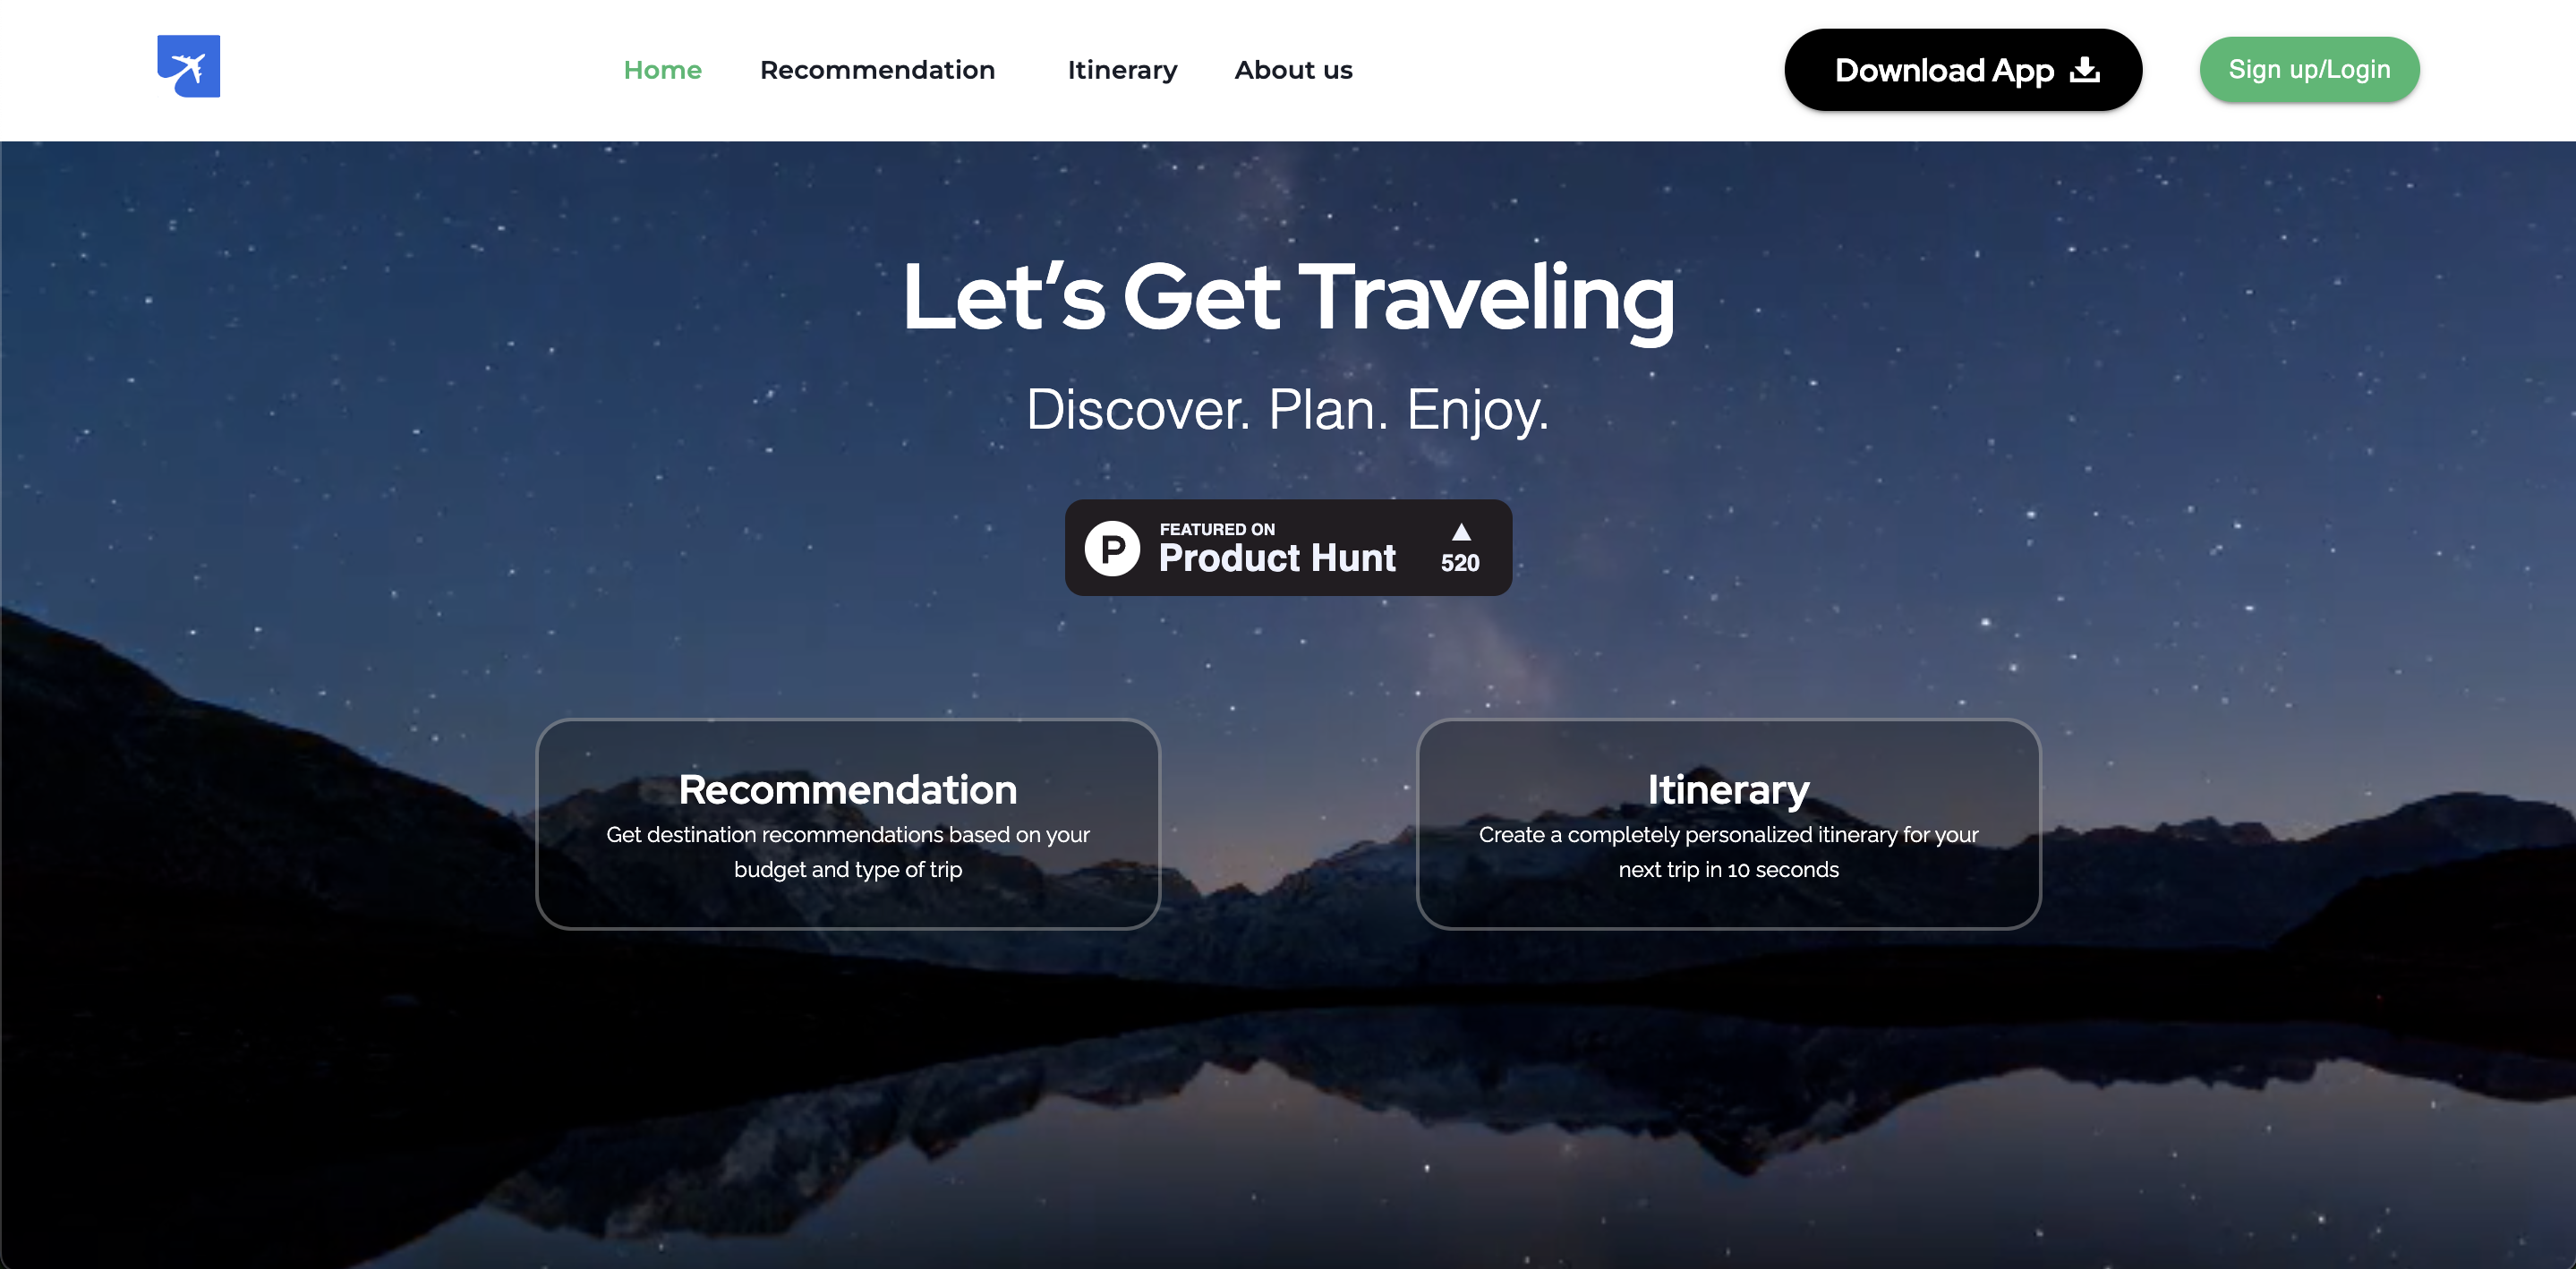 Home Recommendation Itinerary About us Download App Sign up/Login
Let’s Get Traveling
Discover. Plan. Enjoy.
P FEATURED ON
Product Hunt
520
Recommendation
Get destination recommendations based on your
budget and type of trip
Itinerary
Create a completely personalized itinerary for your
next trip in 10 seconds